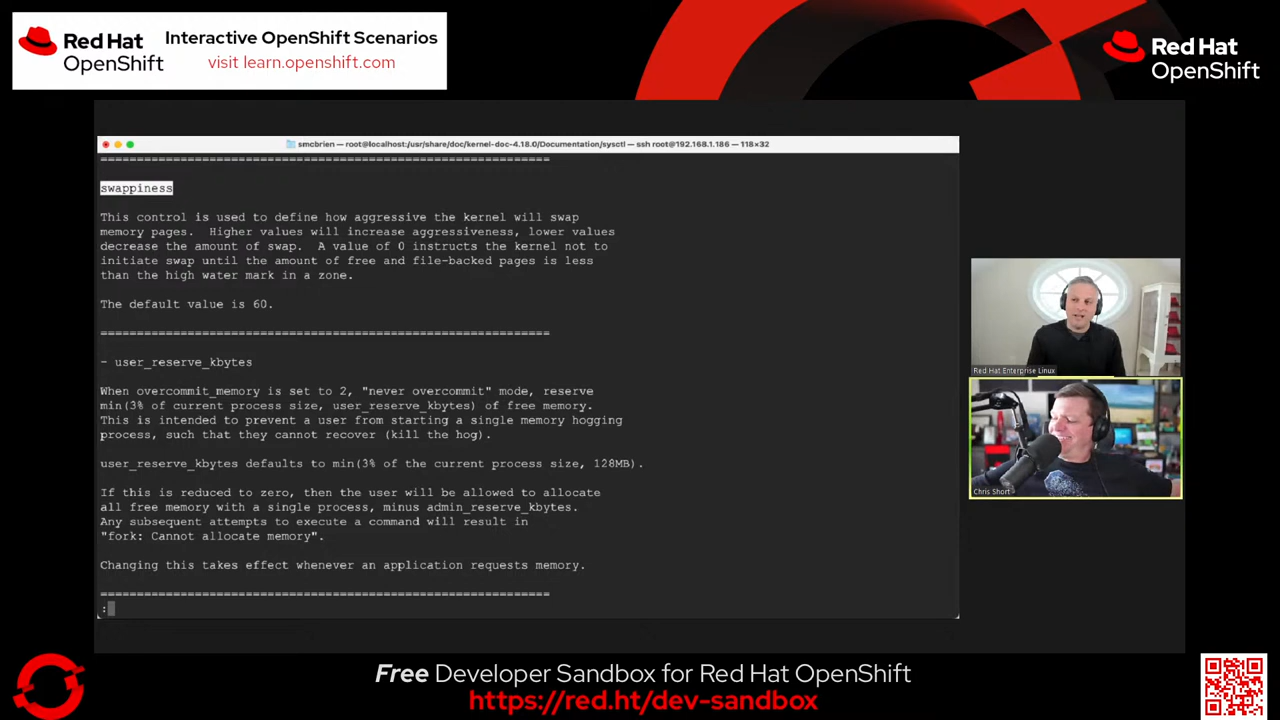 Red Hat
OpenShift
Interactive OpenShift Scenarios
visit learn.openshift.com
Red Hat
OpenShift
smcbrien — root@localhost:/usr/share/doc/kernel-doc-4.18.0/Documentation/sysctl — ssh root@192.168.1.186 — 118×32
==============================================================
swappiness
This control is used to define how aggressive the kernel will swap
memory pages.  Higher values will increase aggressiveness, lower values
decrease the amount of swap.  A value of 0 instructs the kernel not to
initiate swap until the amount of free and file-backed pages is less
than the high water mark in a zone.
The default value is 60.
==============================================================
- user_reserve_kbytes
When overcommit_memory is set to 2, "never overcommit" mode, reserve
min(3% of current process size, user_reserve_kbytes) of free memory.
This is intended to prevent a user from starting a single memory hogging
process, such that they cannot recover (kill the hog).
user_reserve_kbytes defaults to min(3% of the current process size, 128MB).
If this is reduced to zero, then the user will be allowed to allocate
all free memory with a single process, minus admin_reserve_kbytes.
Any subsequent attempts to execute a command will result in
"fork: Cannot allocate memory".
Changing this takes effect whenever an application requests memory.
==============================================================
:
Red Hat Enterprise Linux
Chris Short
Free Developer Sandbox for Red Hat OpenShift
https://red.ht/dev-sandbox